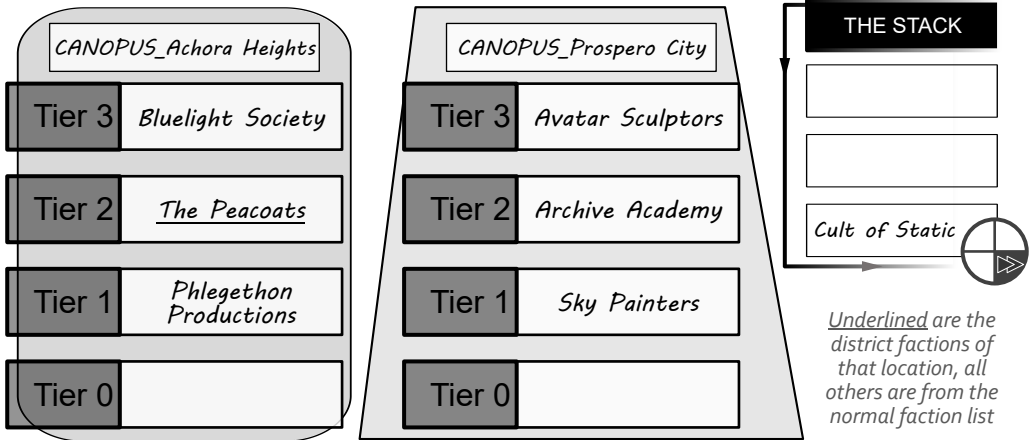 CANOPUS_Achora Heights
Tier 3 Bluelight Society
Tier 2 The Peacoats
Tier 1 Phlegethon
Productions
Tier 0
CANOPUS_Prospero City
Tier 3 Avatar Sculptors
Tier 2 Archive Academy
Tier 1 Sky Painters
Tier 0
THE STACK
Cult of Static
Underlined are the
district factions of
that location, all
others are from the
normal faction list